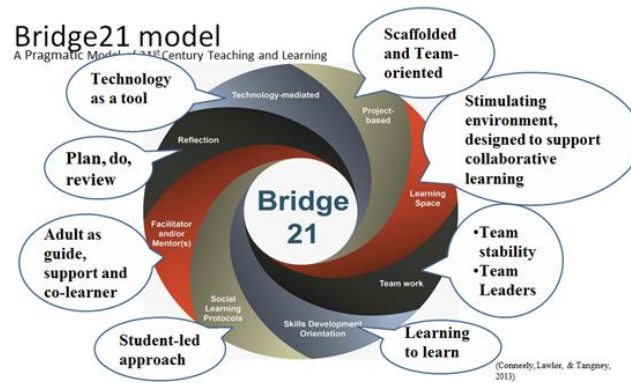 Bridge21 model
A Pragmatic Model of 21st Century Teaching and Learning
Scaffolded
and Team-
oriented
Technology
as a tool
Technology-mediated
Project-
based
Stimulating
environment,
designed to support
collaborative
learning
Reflection
Plan, do,
review
Bridge
21
Learning
Space
Facilitator
and/or
Mentor(s)
Adult as
guide,
support and
co-learner
•Team
stability
•Team
Leaders
Team work
Social
Learning
Protocols
Skills Development
Orientation
Student-led
approach
Learning
to learn
(Conneely, Lawlor, & Tangney,
2013)